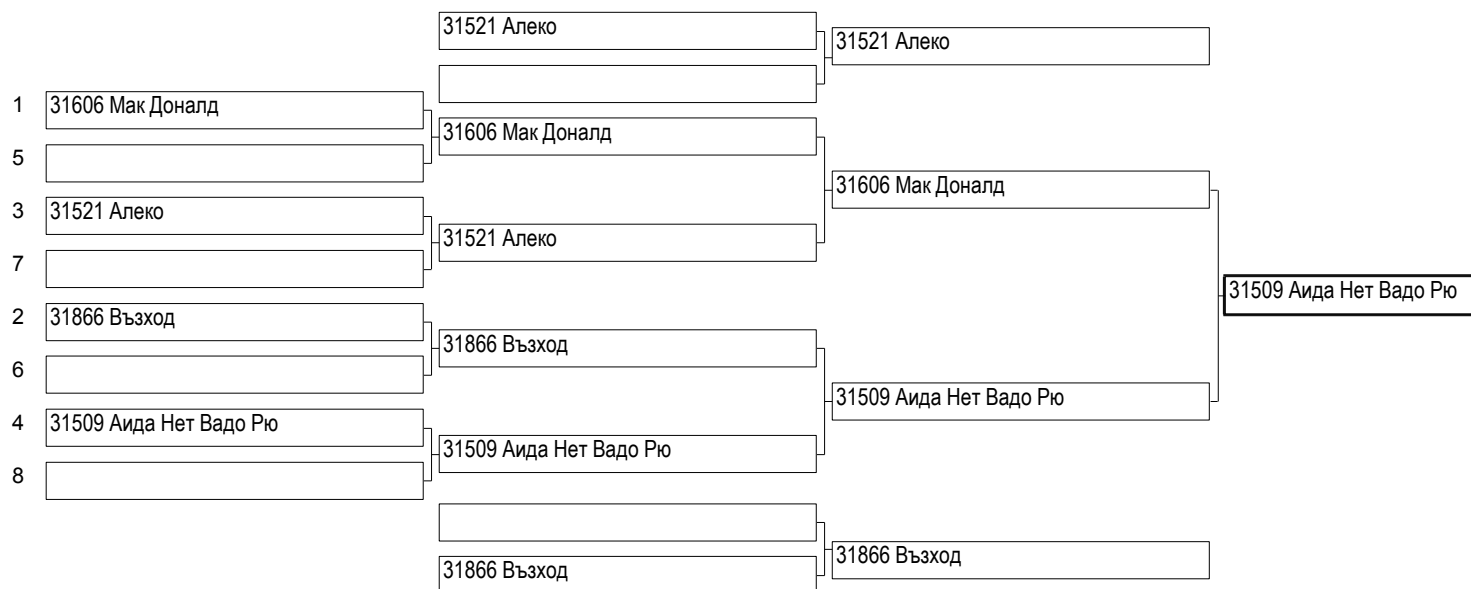 31521 Алеко
31521 Алеко
1 31606 Мак Доналд
31606 Мак Доналд
5
31606 Мак Доналд
3 31521 Алеко
31521 Алеко
7
31509 Аида Нет Вадо Рю
2 31866 Възход
31866 Възход
6
31509 Аида Нет Вадо Рю
4 31509 Аида Нет Вадо Рю
31509 Аида Нет Вадо Рю
8
31866 Възход
31866 Възход